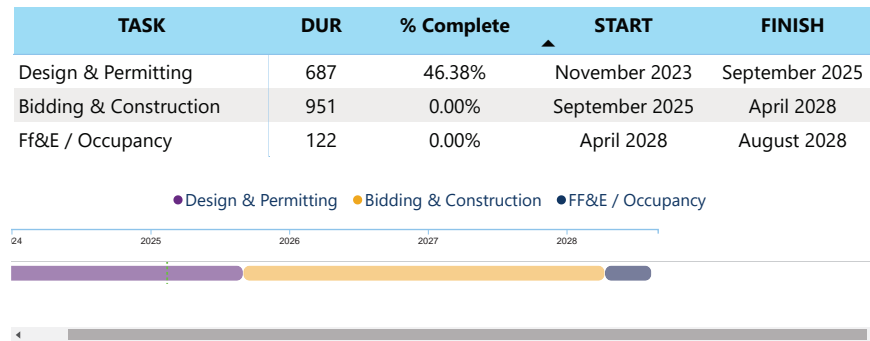 TASK DUR % Complete START FINISH
Design & Permitting 687 46.38% November 2023 September 2025
Bidding & Construction 951 0.00% September 2025 April 2028
Ff&E / Occupancy 122 0.00% April 2028 August 2028
Design & Permitting Bidding & Construction FF&E / Occupancy
24 2025 2026 2027 2028